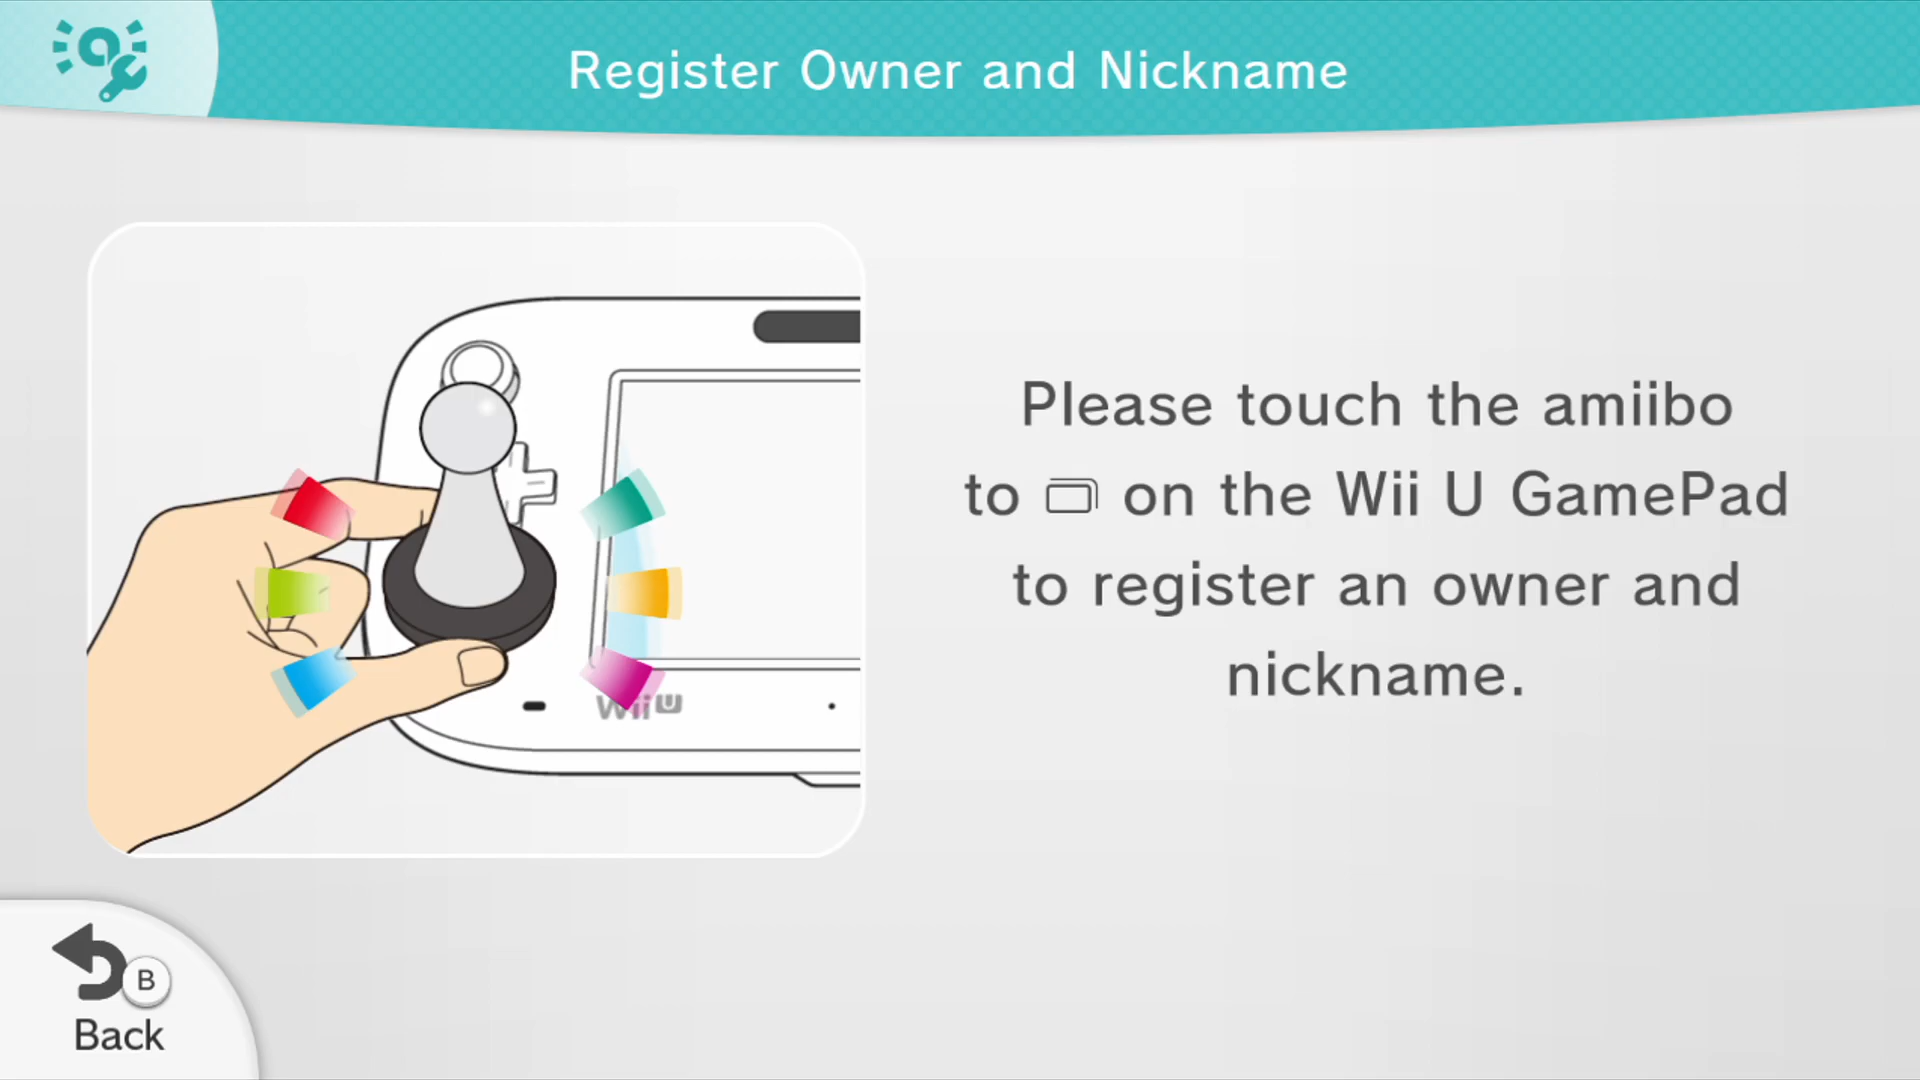 Register Owner and Nickname
Please touch the amiibo
to on the Wii U GamePad
to register an owner and
nickname.
Wii U
B
Back